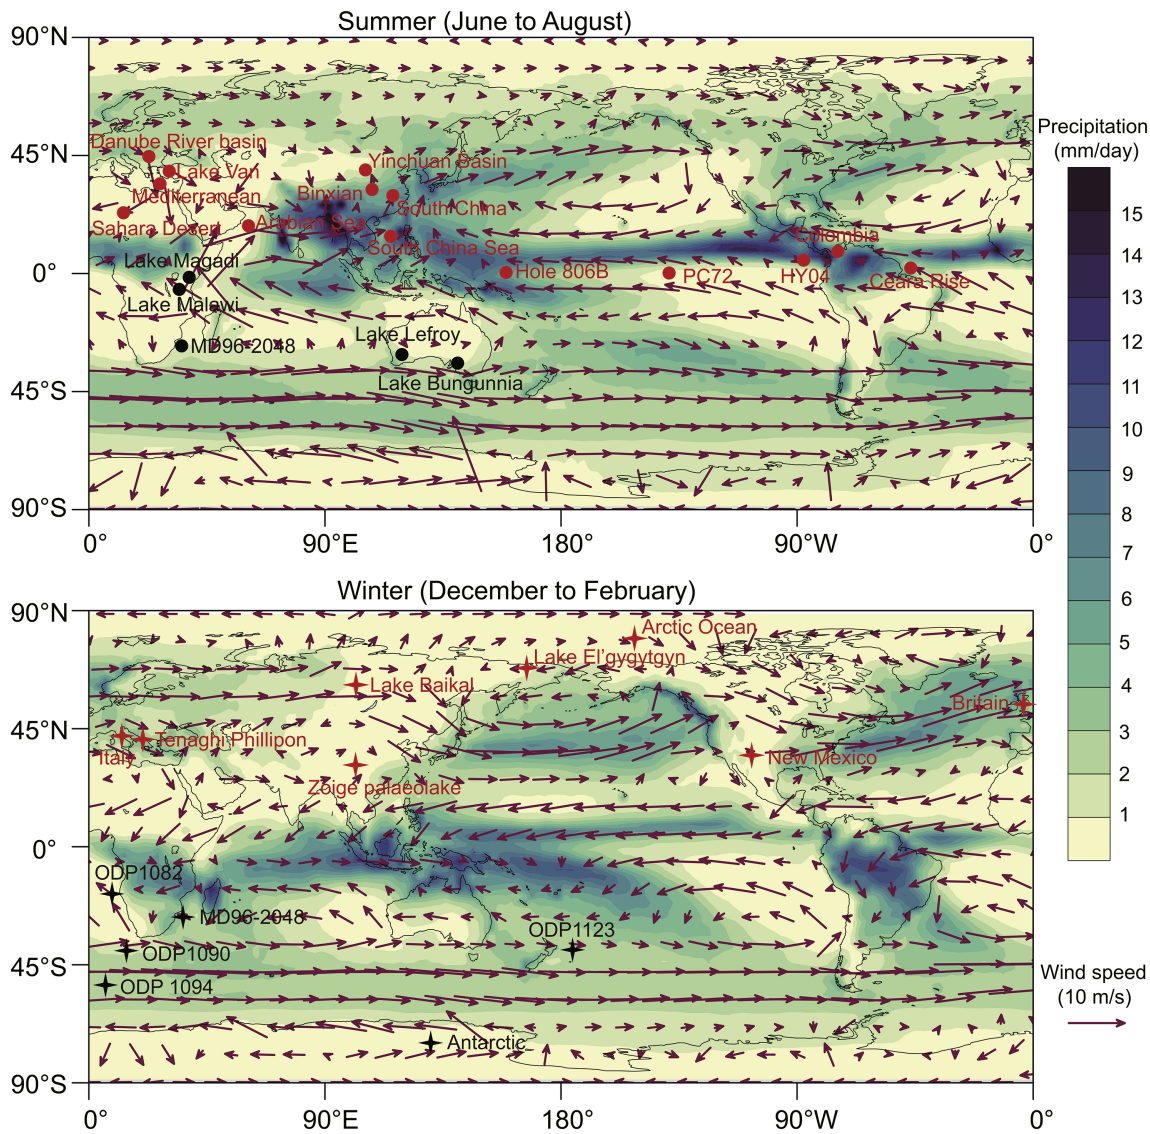 Summer (June to August)
90°N
45°N
0°
45°S
90°S
0°
90°E
180°
90°W
0°
Danube River basin
Lake Van
Mediterranean
Sahara Desert
Arabian Sea
Yinchuan Basin
Binxian
South China
South China Sea
Hole 806B
PC72
HY04
Colombia
Ceara Rise
Lake Magadi
Lake Malawi
MD96-2048
Lake Lefroy
Lake Bungunnia
Precipitation
(mm/day)
15
14
13
12
11
10
9
8
7
6
5
4
3
2
1
Winter (December to February)
90°N
45°N
0°
45°S
90°S
0°
90°E
180°
90°W
0°
Arctic Ocean
Lake El'gygytgyn
Lake Baikal
Britain
Tenaghi Phillipon
Italy
New Mexico
Zoige palaeolake
ODP1082
MD96-2048
ODP1123
ODP1090
ODP 1094
Antarctic
Wind speed
(10 m/s)